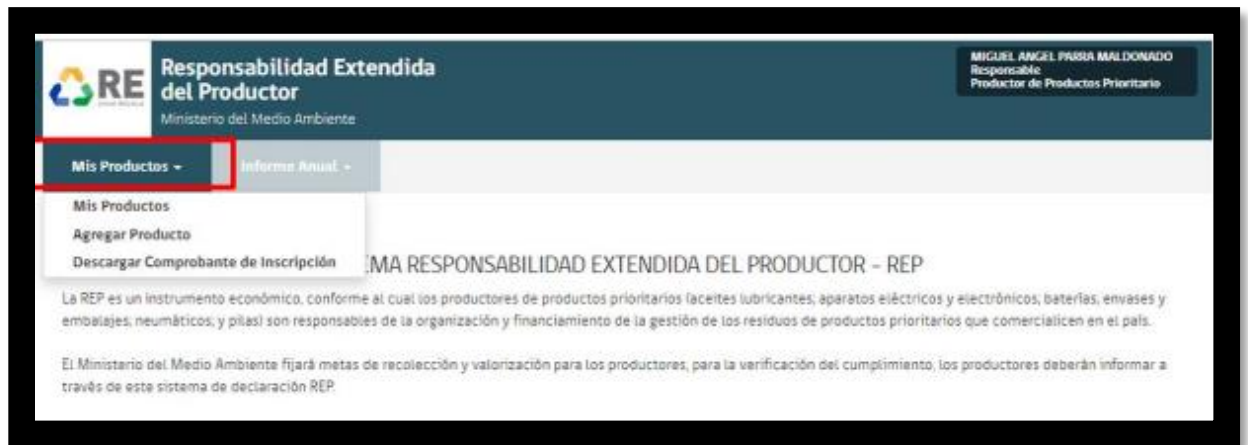 RE
Responsabilidad Extendida
del Productor
Ministerio del Medio Ambiente
MIGUEL ANGEL PARRA MALDONADO
Responsable
Productor de Productos Prioritario
Mis Productos
Informe Anual
Mis Productos
Agregar Producto
Descargar Comprobante de Inscripción
EMA RESPONSABILIDAD EXTENDIDA DEL PRODUCTOR - REP
La REP es un instrumento económico, conforme al cual los productores de productos prioritarios (aceites lubricantes, aparatos eléctricos y electrónicos, baterías, envases y
embalajes, neumáticos, y pilas) son responsables de la organización y financiamiento de la gestión de los residuos de productos prioritarios que comercialicen en el país.
El Ministerio del Medio Ambiente fijará metas de recolección y valorización para los productores, para la verificación del cumplimiento, los productores deberán informar a
través de este sistema de declaración REP.